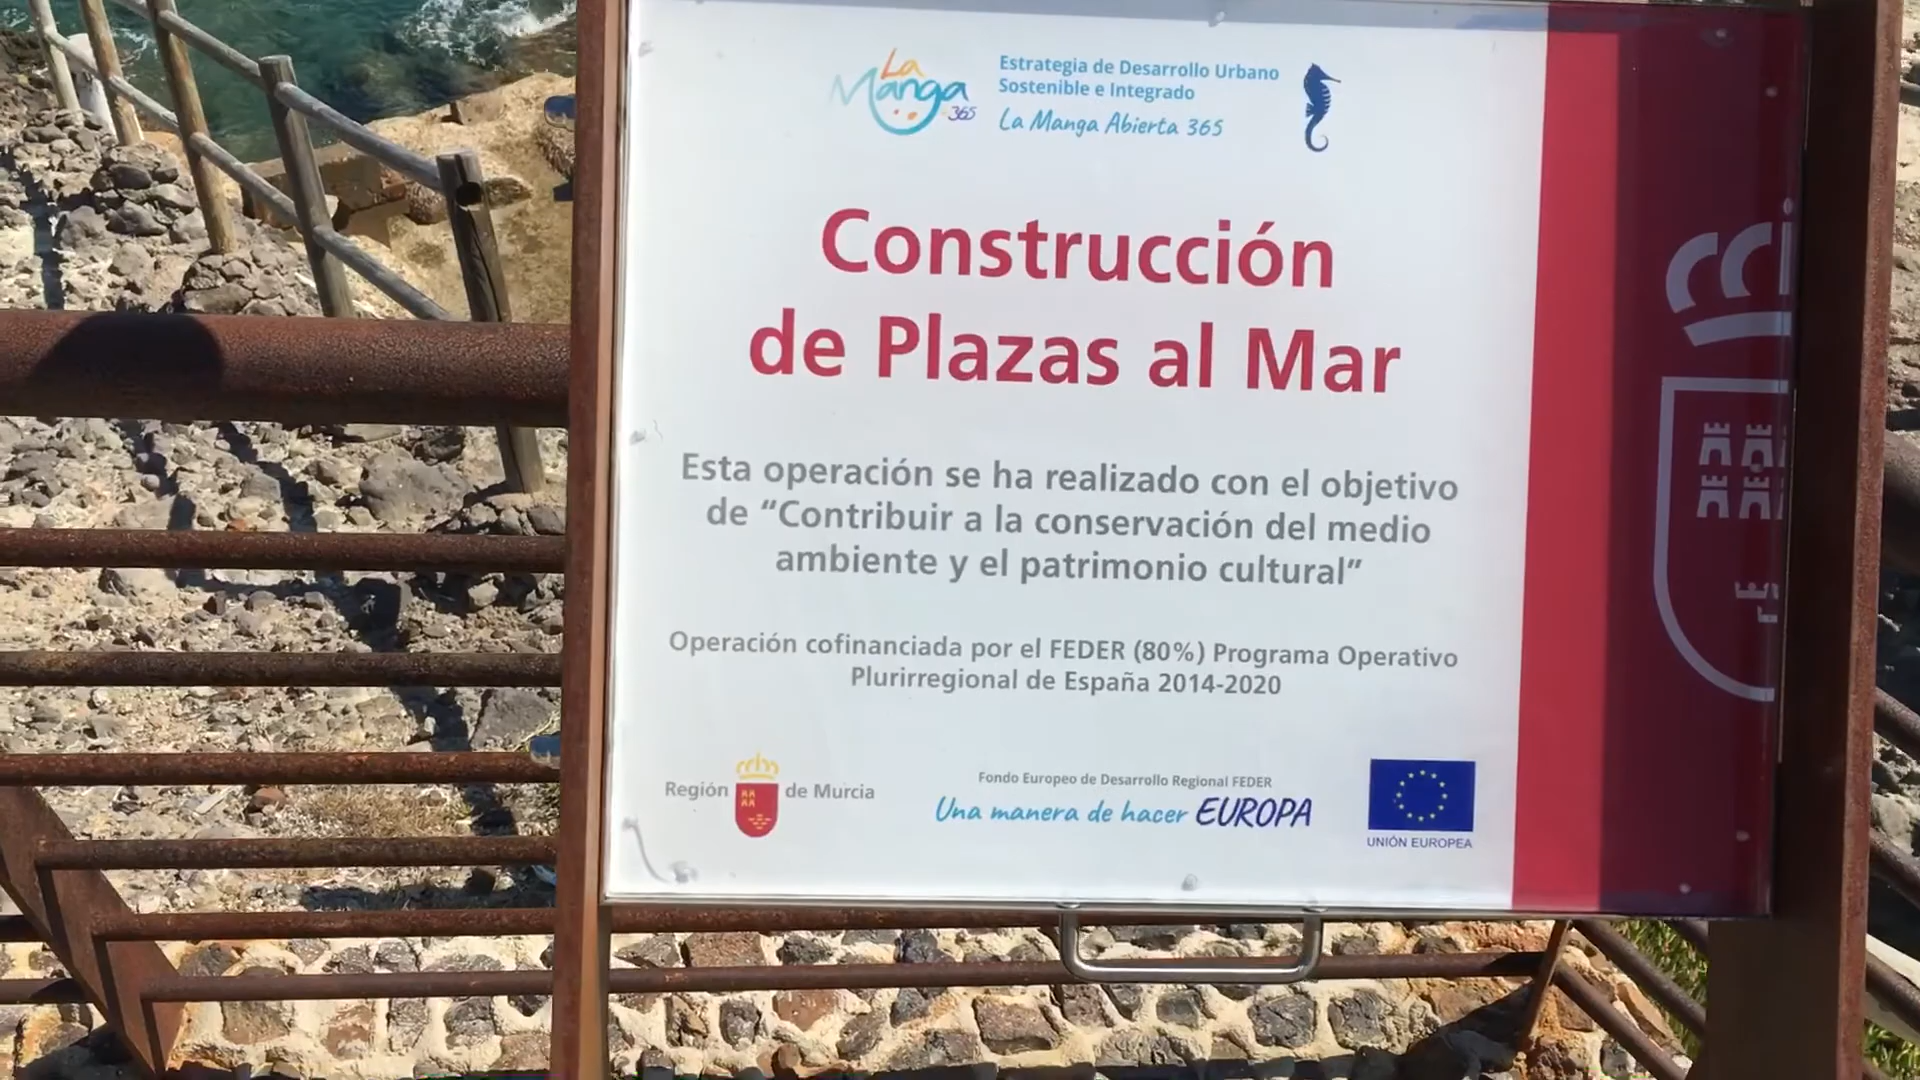 La Manga 365
Estrategia de Desarrollo Urbano
Sostenible e Integrado
La Manga Abierta 365
Construcción
de Plazas al Mar
Esta operación se ha realizado con el objetivo
de “Contribuir a la conservación del medio
ambiente y el patrimonio cultural”
Operación cofinanciada por el FEDER (80%) Programa Operativo
Plurirregional de España 2014-2020
Región de Murcia
Fondo Europeo de Desarrollo Regional FEDER
Una manera de hacer EUROPA
UNIÓN EUROPEA